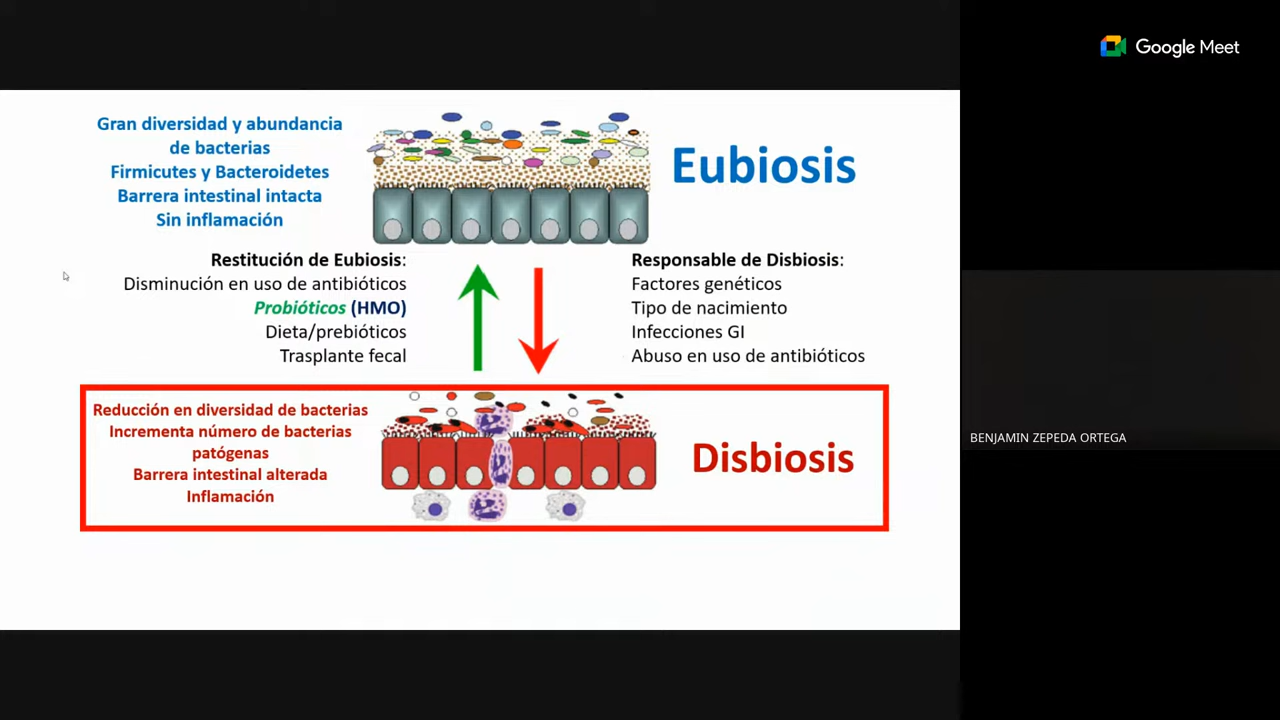 Google Meet
Gran diversidad y abundancia
de bacterias
Firmicutes y Bacteroidetes
Barrera intestinal intacta
Sin inflamación
Eubiosis
Restitución de Eubiosis:
Disminución en uso de antibióticos
Probióticos (HMO)
Dieta/prebióticos
Trasplante fecal
Responsable de Disbiosis:
Factores genéticos
Tipo de nacimiento
Infecciones GI
Abuso en uso de antibióticos
Reducción en diversidad de bacterias
Incrementa número de bacterias
patógenas
Barrera intestinal alterada
Inflamación
Disbiosis
BENJAMIN ZEPEDA ORTEGA